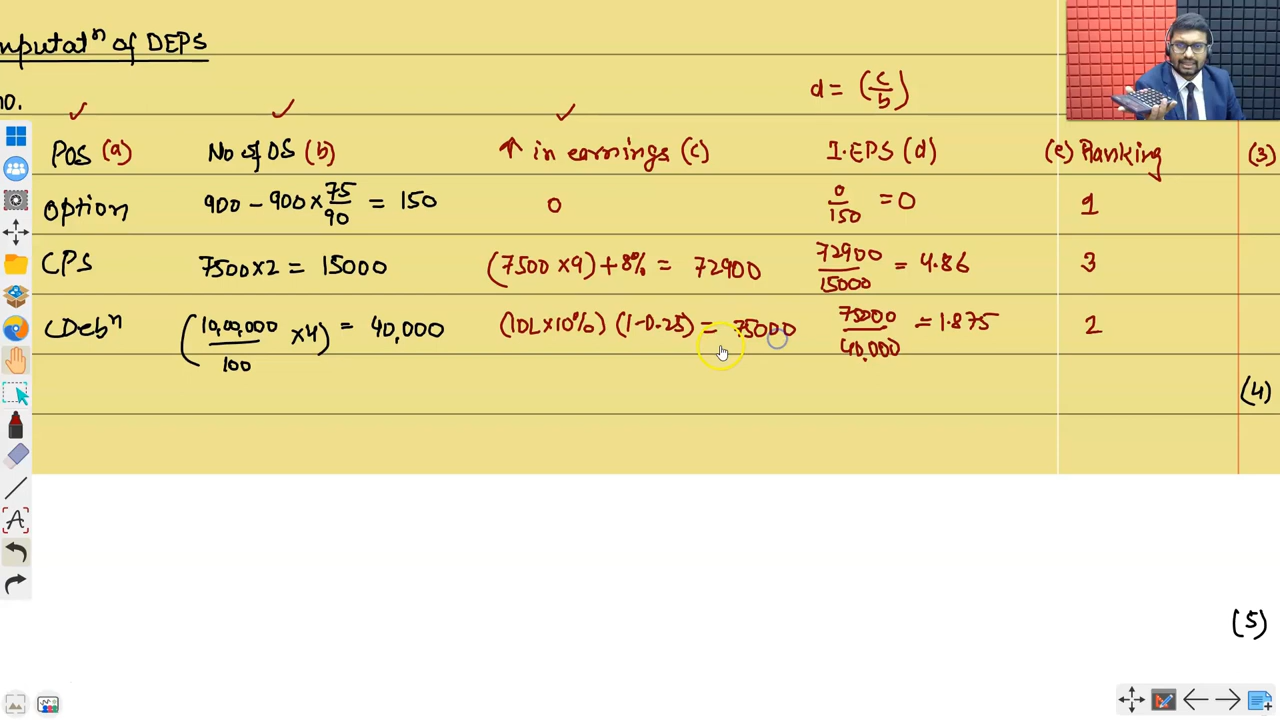 nputatⁿ of DEPS
no.
d = (c/b)
POS (a) No of OS (b) ↑ in earnings (c) I.EPS (d) (e) Ranking (3)
Option 900 - 900 × 75/90 = 150 0 0/150 = 0 1
CPS 7500 × 2 = 15000 (7500 × 9) + 8% = 72900 72900/15000 = 4.86 3
CDebⁿ (10,00,000/100 × 4) = 40,000 (10L × 10%) (1-0.25) = 75000 75000/40,000 = 1.875 2
(4)
(5)